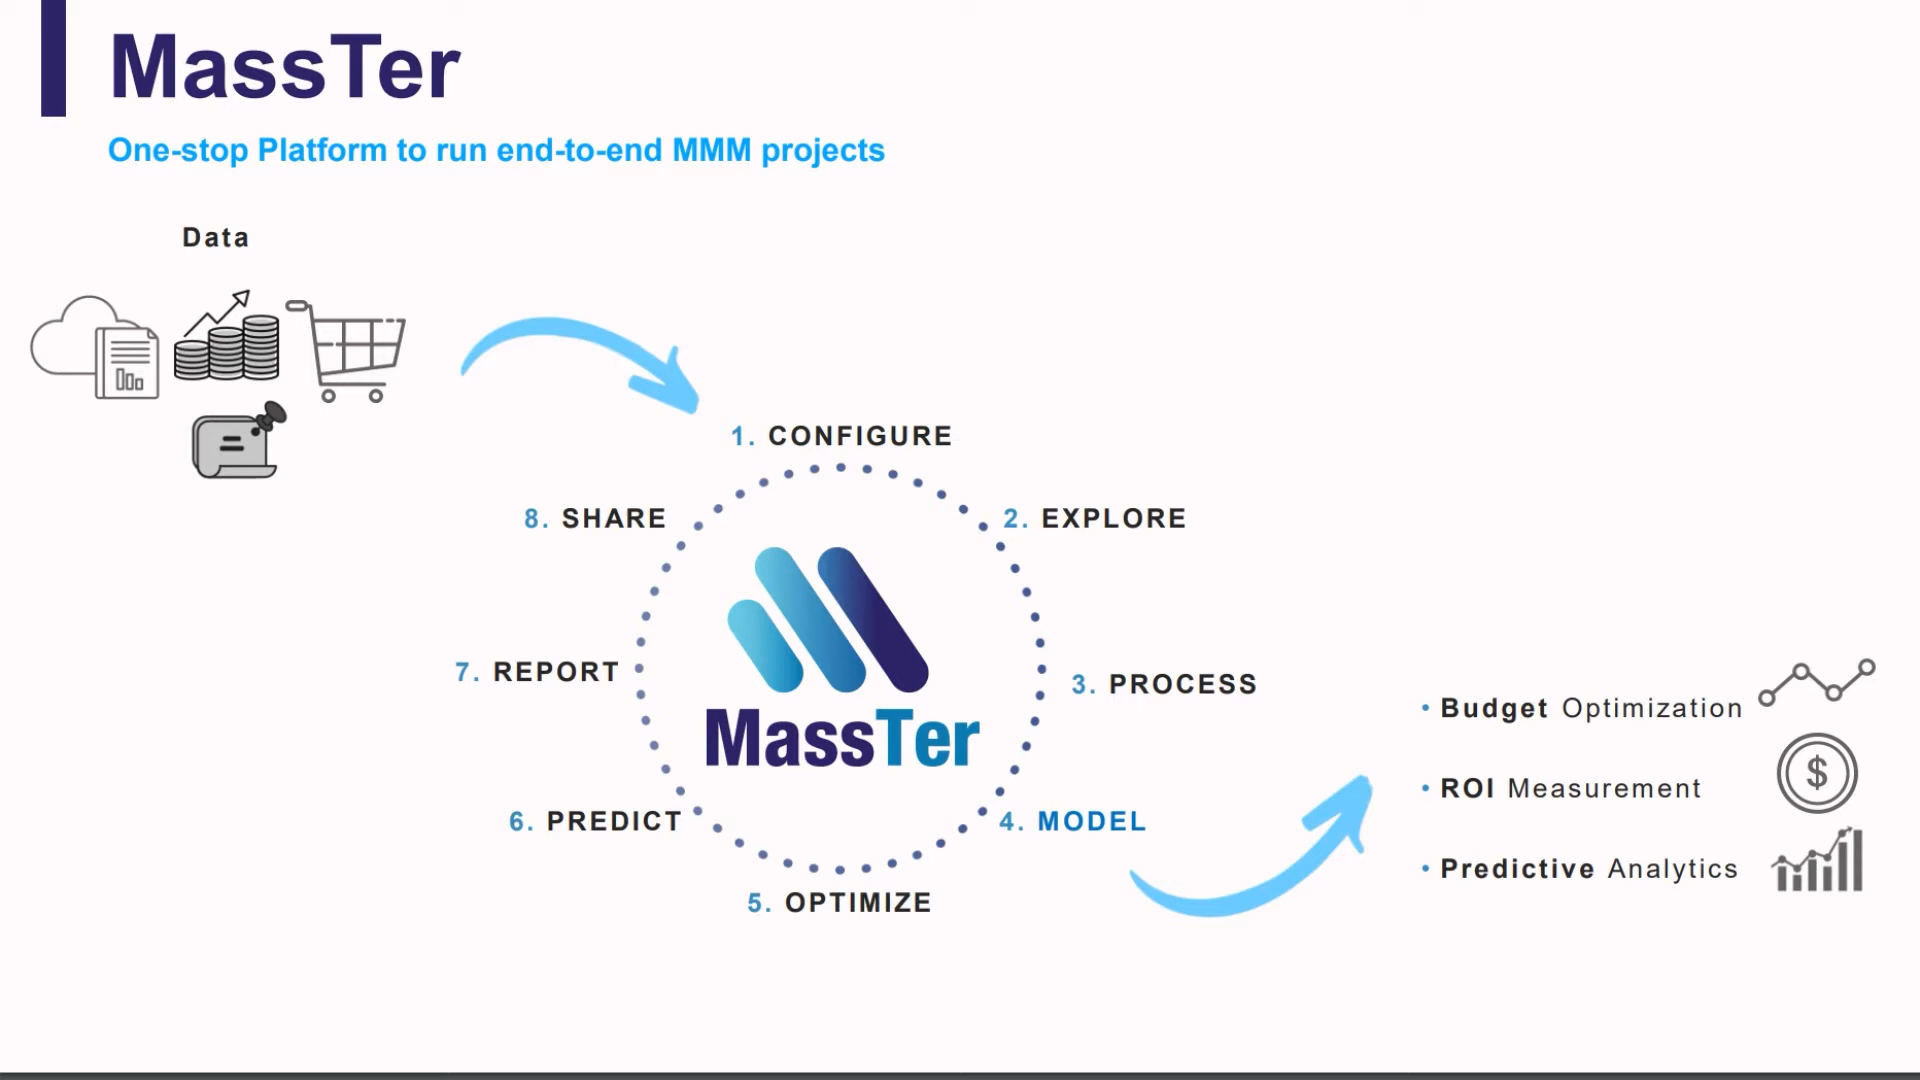 MassTer
One-stop Platform to run end-to-end MMM projects
Data
1. CONFIGURE
2. EXPLORE
3. PROCESS
4. MODEL
5. OPTIMIZE
6. PREDICT
7. REPORT
8. SHARE
MassTer
• Budget Optimization
• ROI Measurement
• Predictive Analytics
$